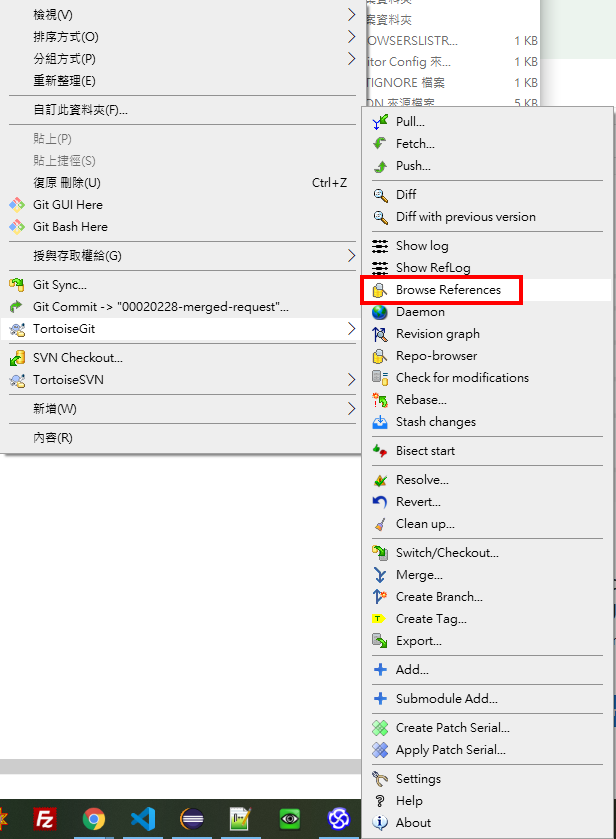 檢視(V)
排序方式(O)
分組方式(P)
重新整理(E)
自訂此資料夾(F)...
貼上(P)
貼上捷徑(S)
復原 刪除(U) Ctrl+Z
Git GUI Here
Git Bash Here
授與存取權給(G)
Git Sync...
Git Commit -> "00020228-merged-request"...
TortoiseGit
SVN Checkout...
TortoiseSVN
新增(W)
內容(R)
案資料夾
案資料夾
OWSERSLISTR... 1 KB
itor Config 來... 1 KB
TIGNORE 檔案 1 KB
ON 來源檔案 5 KB
Pull...
Fetch...
Push...
Diff
Diff with previous version
Show log
Show RefLog
Browse References
Daemon
Revision graph
Repo-browser
Check for modifications
Rebase...
Stash changes
Bisect start
Resolve...
Revert...
Clean up...
Switch/Checkout...
Merge...
Create Branch...
Create Tag...
Export...
Add...
Submodule Add...
Create Patch Serial...
Apply Patch Serial...
Settings
Help
About
Fz